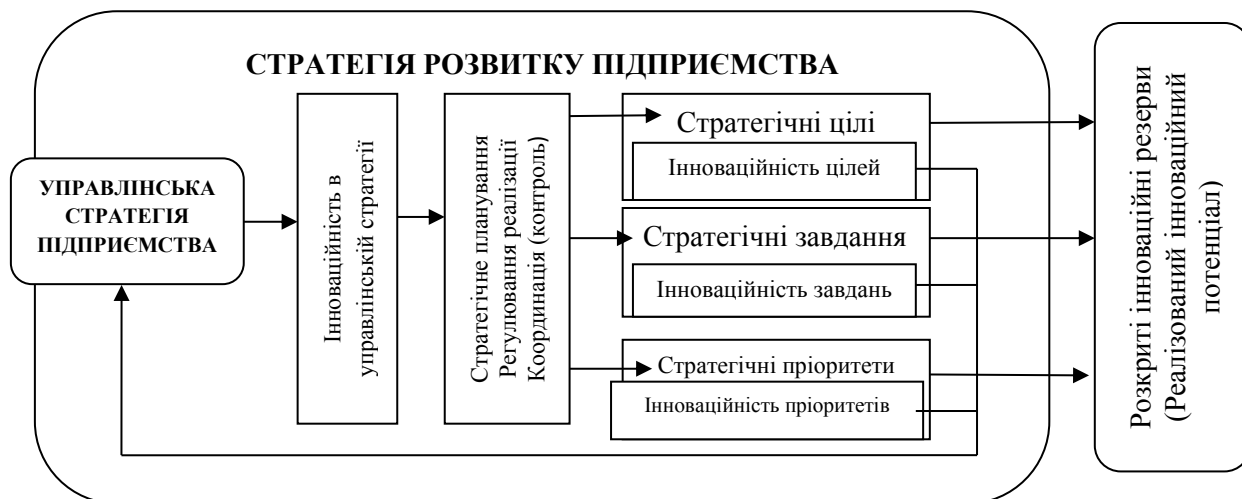 СТРАТЕГІЯ РОЗВИТКУ ПІДПРИЄМСТВА
УПРАВЛІНСЬКА
СТРАТЕГІЯ
ПІДПРИЄМСТВА
Інноваційність в
управлінській стратегії
Стратегічне планування
Регулювання реалізації
Координація (контроль)
Стратегічні цілі
Інноваційність цілей
Стратегічні завдання
Інноваційність завдань
Стратегічні пріоритети
Інноваційність пріоритетів
Розкриті інноваційні резерви
(Реалізований інноваційний
потенціал)